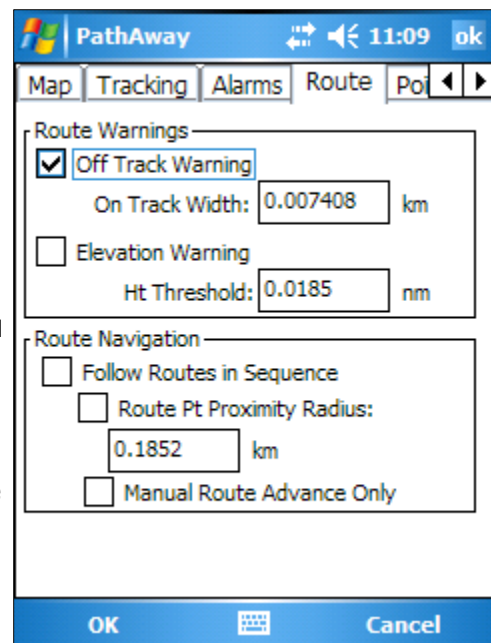 PathAway 11:09 ok
Map Tracking Alarms Route Poi
Route Warnings
Off Track Warning
On Track Width: 0.007408 km
Elevation Warning
Ht Threshold: 0.0185 nm
Route Navigation
Follow Routes in Sequence
Route Pt Proximity Radius:
0.1852 km
Manual Route Advance Only
OK Cancel